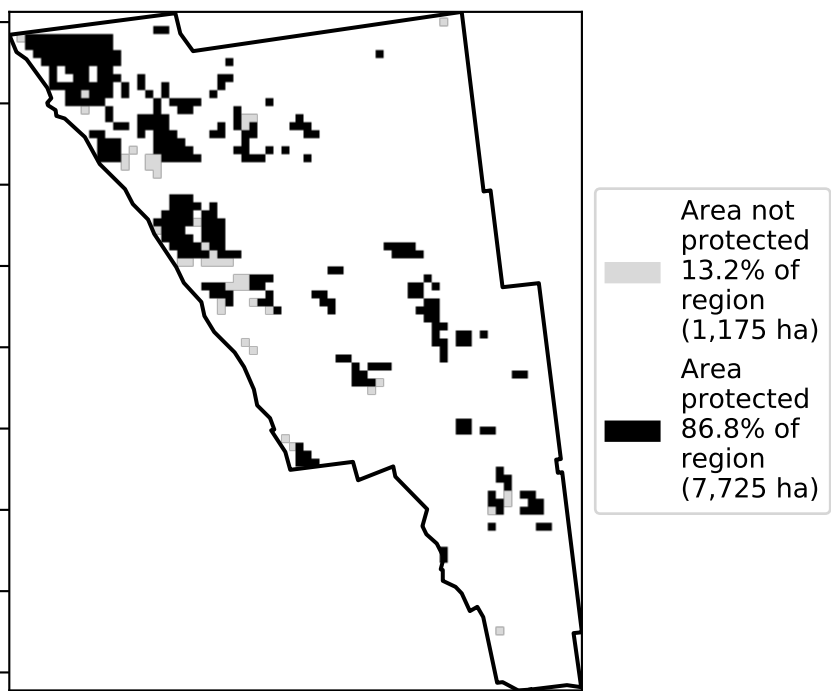 Area not
protected
13.2% of
region
(1,175 ha)
Area
protected
86.8% of
region
(7,725 ha)